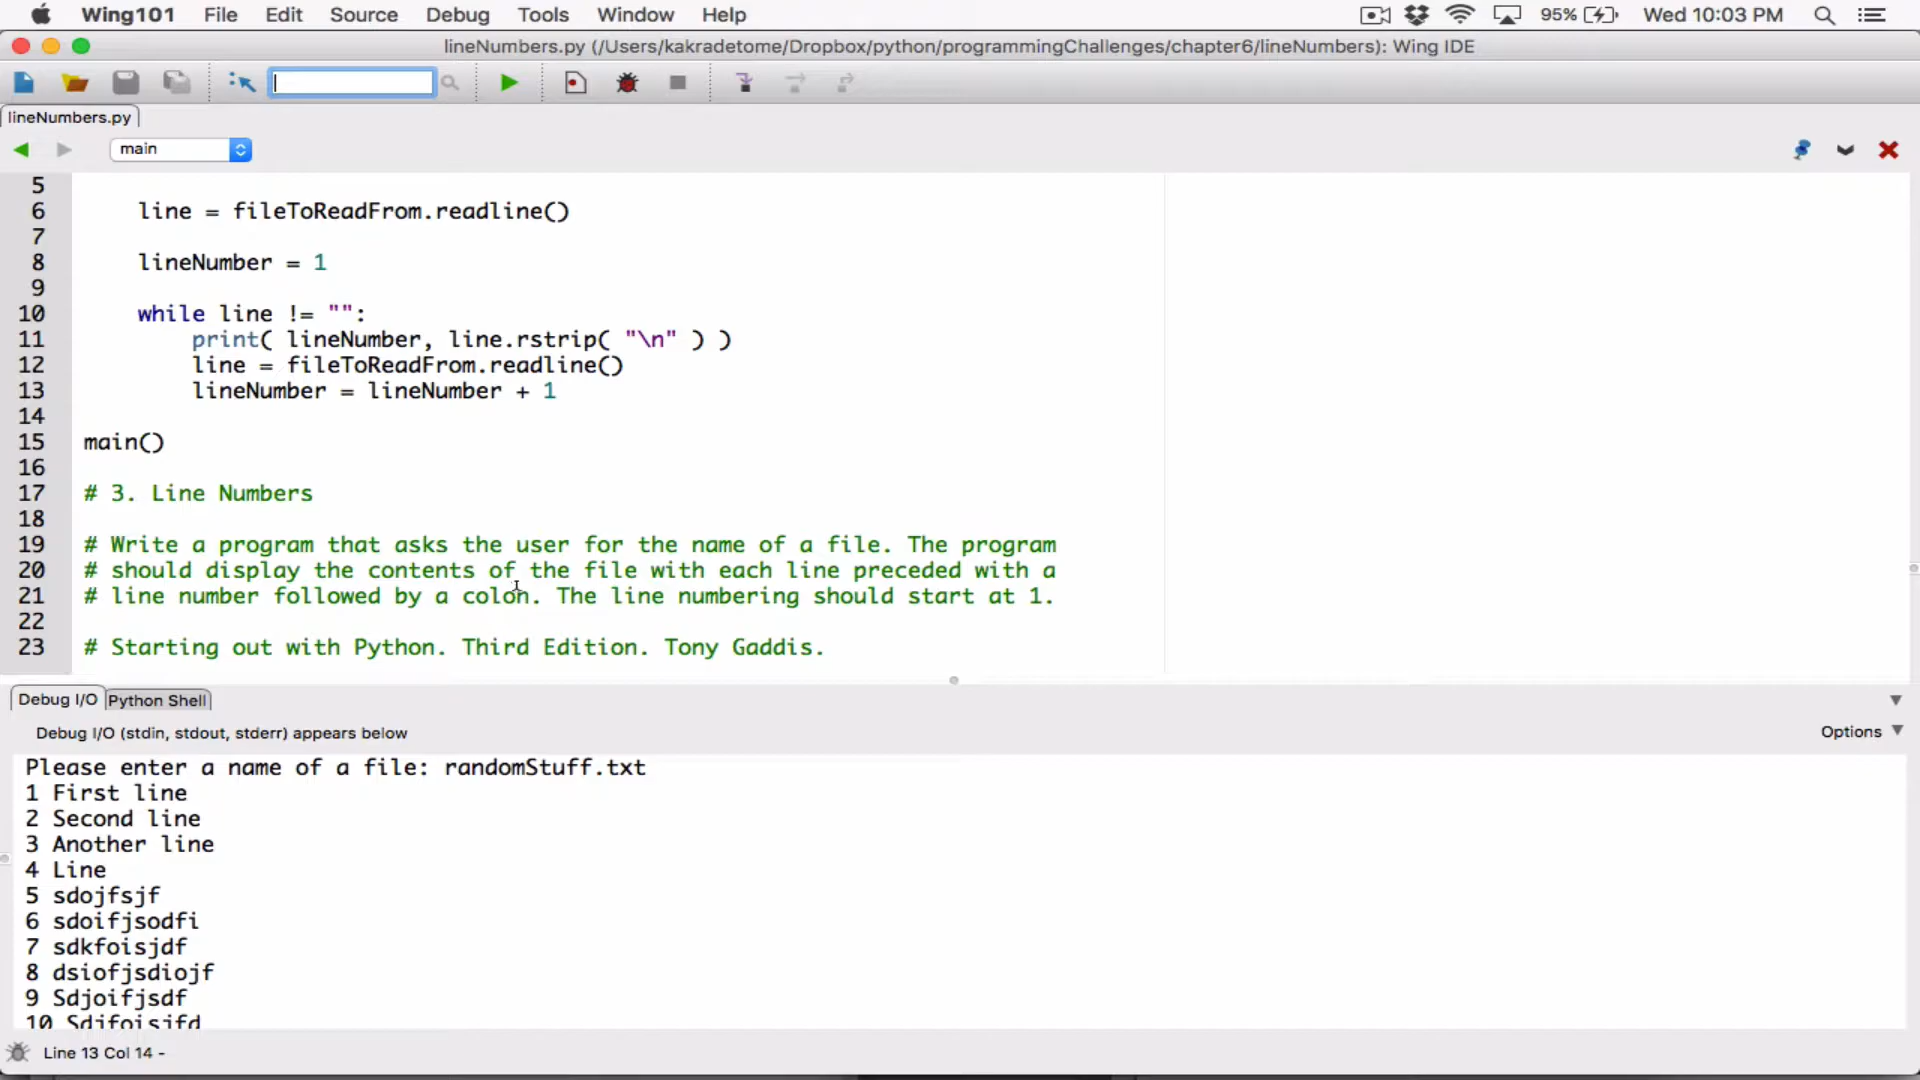 Wing101 File Edit Source Debug Tools Window Help 95% Wed 10:03 PM
lineNumbers.py (/Users/kakradetome/Dropbox/python/programmingChallenges/chapter6/lineNumbers): Wing IDE
lineNumbers.py
main
5
6 line = fileToReadFrom.readline()
7
8 lineNumber = 1
9
10 while line != "":
11 print( lineNumber, line.rstrip( "\n" ) )
12 line = fileToReadFrom.readline()
13 lineNumber = lineNumber + 1
14
15 main()
16
17 # 3. Line Numbers
18
19 # Write a program that asks the user for the name of a file. The program
20 # should display the contents of the file with each line preceded with a
21 # line number followed by a colon. The line numbering should start at 1.
22
23 # Starting out with Python. Third Edition. Tony Gaddis.
Debug I/O Python Shell
Debug I/O (stdin, stdout, stderr) appears below Options
Please enter a name of a file: randomStuff.txt
1 First line
2 Second line
3 Another line
4 Line
5 sdojfsjf
6 sdoifjsodfi
7 sdkfoisjdf
8 dsiofjsdiojf
9 Sdjoifjsdf
10 Sdifoisifd
Line 13 Col 14 -